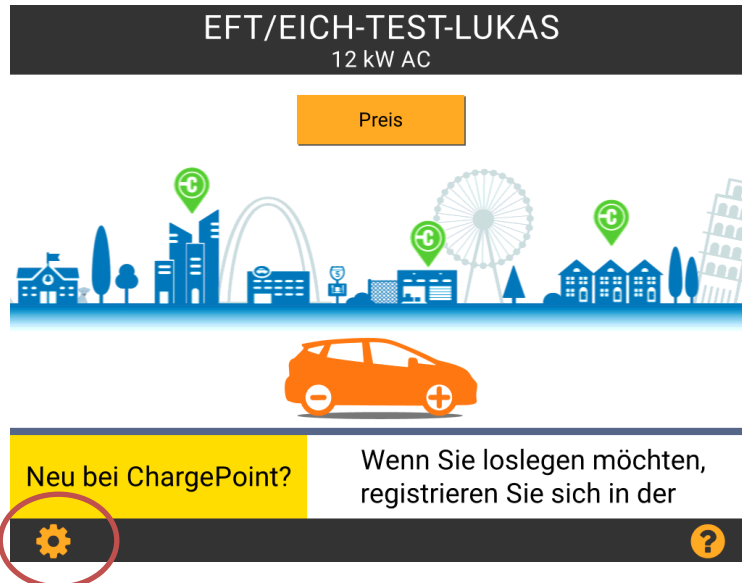 EFT/EICH-TEST-LUKAS
12 kW AC
Preis
Neu bei ChargePoint?
Wenn Sie loslegen möchten,
registrieren Sie sich in der
?